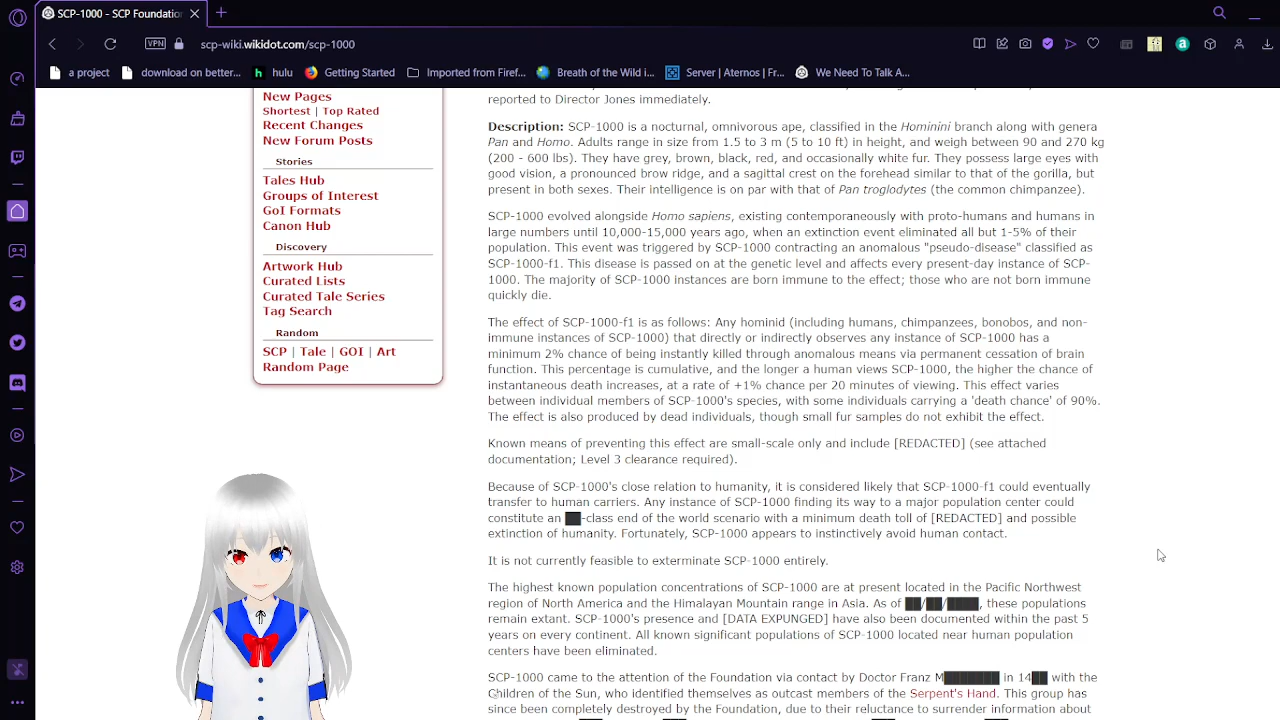 SCP-1000 - SCP Foundation
VPN
scp-wiki.wikidot.com/scp-1000
a project
download on better...
hulu
Getting Started
Imported from Firef...
Breath of the Wild i...
Server | Aternos | Fr...
We Need To Talk A...
New Pages
Shortest | Top Rated
Recent Changes
New Forum Posts
Stories
Tales Hub
Groups of Interest
GoI Formats
Canon Hub
Discovery
Artwork Hub
Curated Lists
Curated Tale Series
Tag Search
Random
SCP | Tale | GOI | Art
Random Page
reported to Director Jones immediately.
Description: SCP-1000 is a nocturnal, omnivorous ape, classified in the Hominini branch along with genera
Pan and Homo. Adults range in size from 1.5 to 3 m (5 to 10 ft) in height, and weigh between 90 and 270 kg
(200 - 600 lbs). They have grey, brown, black, red, and occasionally white fur. They possess large eyes with
good vision, a pronounced brow ridge, and a sagittal crest on the forehead similar to that of the gorilla, but
present in both sexes. Their intelligence is on par with that of Pan troglodytes (the common chimpanzee).
SCP-1000 evolved alongside Homo sapiens, existing contemporaneously with proto-humans and humans in
large numbers until 10,000-15,000 years ago, when an extinction event eliminated all but 1-5% of their
population. This event was triggered by SCP-1000 contracting an anomalous "pseudo-disease" classified as
SCP-1000-f1. This disease is passed on at the genetic level and affects every present-day instance of SCP-
1000. The majority of SCP-1000 instances are born immune to the effect; those who are not born immune
quickly die.
The effect of SCP-1000-f1 is as follows: Any hominid (including humans, chimpanzees, bonobos, and non-
immune instances of SCP-1000) that directly or indirectly observes any instance of SCP-1000 has a
minimum 2% chance of being instantly killed through anomalous means via permanent cessation of brain
function. This percentage is cumulative, and the longer a human views SCP-1000, the higher the chance of
instantaneous death increases, at a rate of +1% chance per 20 minutes of viewing. This effect varies
between individual members of SCP-1000's species, with some individuals carrying a 'death chance' of 90%.
The effect is also produced by dead individuals, though small fur samples do not exhibit the effect.
Known means of preventing this effect are small-scale only and include [REDACTED] (see attached
documentation; Level 3 clearance required).
Because of SCP-1000's close relation to humanity, it is considered likely that SCP-1000-f1 could eventually
transfer to human carriers. Any instance of SCP-1000 finding its way to a major population center could
constitute an ██-class end of the world scenario with a minimum death toll of [REDACTED] and possible
extinction of humanity. Fortunately, SCP-1000 appears to instinctively avoid human contact.
It is not currently feasible to exterminate SCP-1000 entirely.
The highest known population concentrations of SCP-1000 are at present located in the Pacific Northwest
region of North America and the Himalayan Mountain range in Asia. As of ██/██/████, these populations
remain extant. SCP-1000's presence and [DATA EXPUNGED] have also been documented within the past 5
years on every continent. All known significant populations of SCP-1000 located near human population
centers have been eliminated.
SCP-1000 came to the attention of the Foundation via contact by Doctor Franz M███████ in 14██ with the
Children of the Sun, who identified themselves as outcast members of the Serpent's Hand. This group has
since been completely destroyed by the Foundation, due to their reluctance to surrender information about